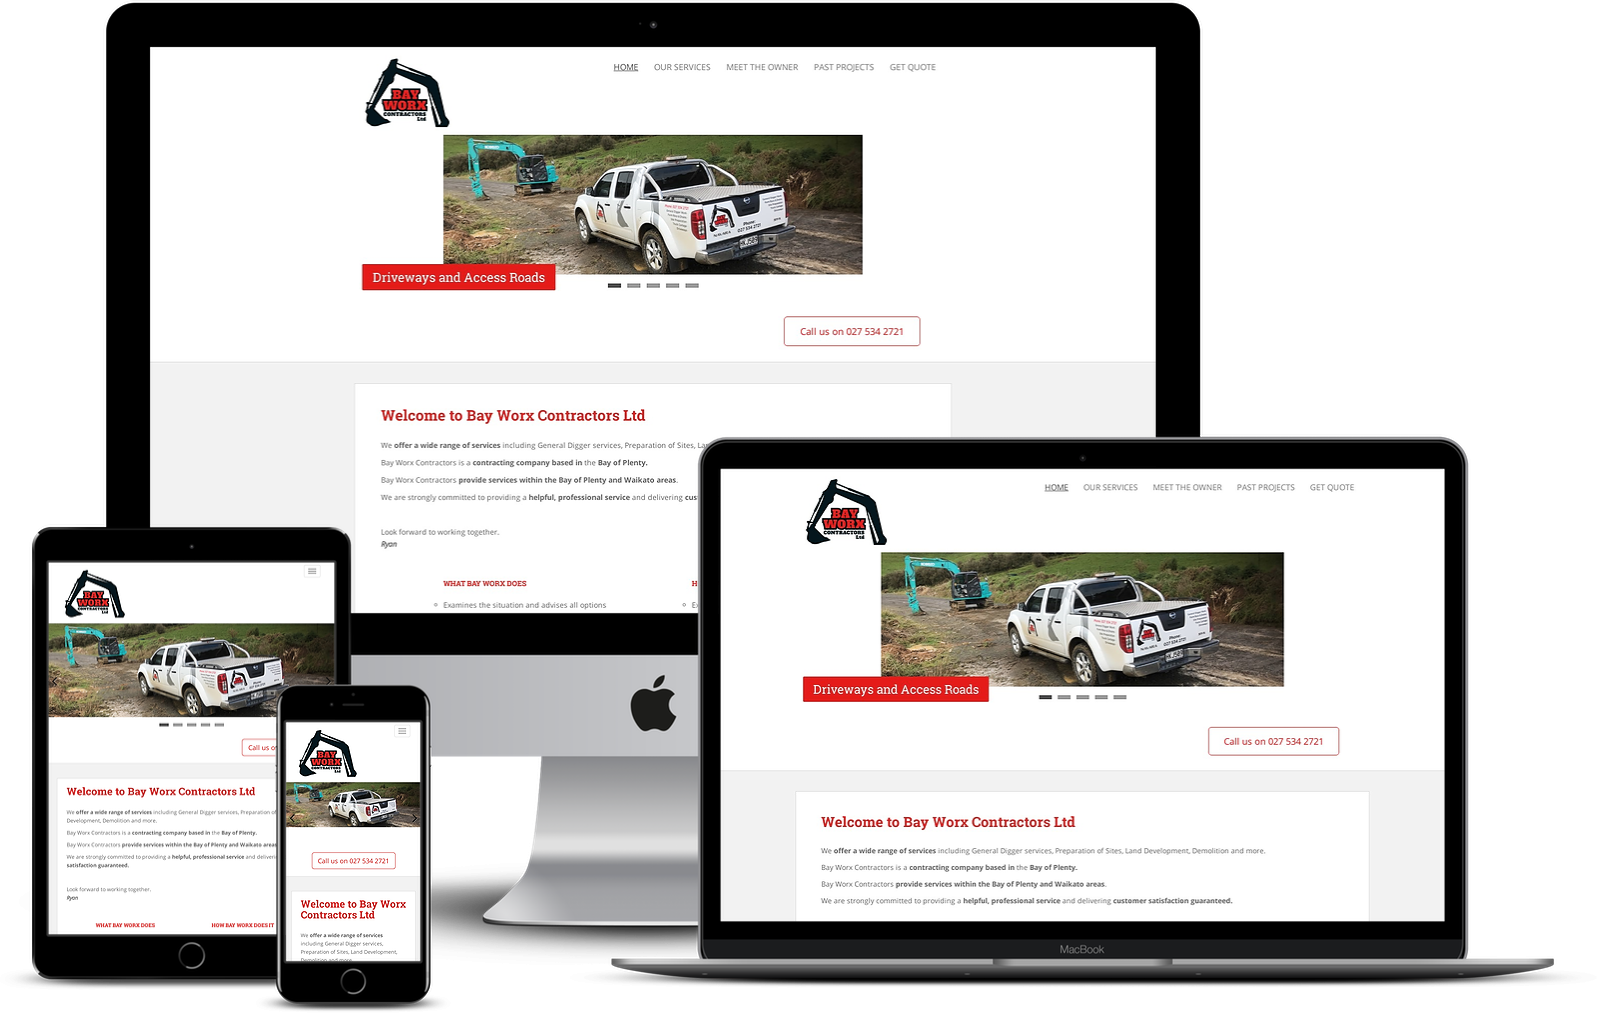 BAY
WORX
CONTRACTORS
Ltd
HOME OUR SERVICES MEET THE OWNER PAST PROJECTS GET QUOTE
Phone:
027 534 2721
Driveways and Access Roads
Call us on 027 534 2721
Welcome to Bay Worx Contractors Ltd
We offer a wide range of services including General Digger services, Preparation of Sites,
Bay Worx Contractors is a contracting company based in the Bay of Plenty.
Bay Worx Contractors provide services within the Bay of Plenty and Waikato areas.
We are strongly committed to providing a helpful, professional service and delivering cus
Look forward to working together.
Ryan
WHAT BAY WORX DOES
H
Examines the situation and advises all options
BAY
WORX
CONTRACTORS
Ltd
HOME OUR SERVICES MEET THE OWNER PAST PROJECTS GET QUOTE
Phone:
027 534 2721
Driveways and Access Roads
Call us on 027 534 2721
Welcome to Bay Worx Contractors Ltd
We offer a wide range of services including General Digger services, Preparation of Sites, Land Development, Demolition and more.
Bay Worx Contractors is a contracting company based in the Bay of Plenty.
Bay Worx Contractors provide services within the Bay of Plenty and Waikato areas.
We are strongly committed to providing a helpful, professional service and delivering customer satisfaction guaranteed.
MacBook
BAY
WORX
CONTRACTORS
Ltd
Call us o
Welcome to Bay Worx Contractors Ltd
We offer a wide range of services including General Digger services, Preparation of
Development, Demolition and more.
Bay Worx Contractors is a contracting company based in the Bay of Plenty.
Bay Worx Contractors provide services within the Bay of Plenty and Waikato areas
We are strongly committed to providing a helpful, professional service and deliveri
satisfaction guaranteed.
Look forward to working together.
Ryan
WHAT BAY WORX DOES
HOW BAY WORX DOES IT
BAY
WORX
CONTRACTORS
Ltd
Call us on 027 534 2721
Welcome to Bay Worx
Contractors Ltd
We offer a wide range of services
including General Digger services,
Preparation of Sites, Land Development,
Demolition and more.